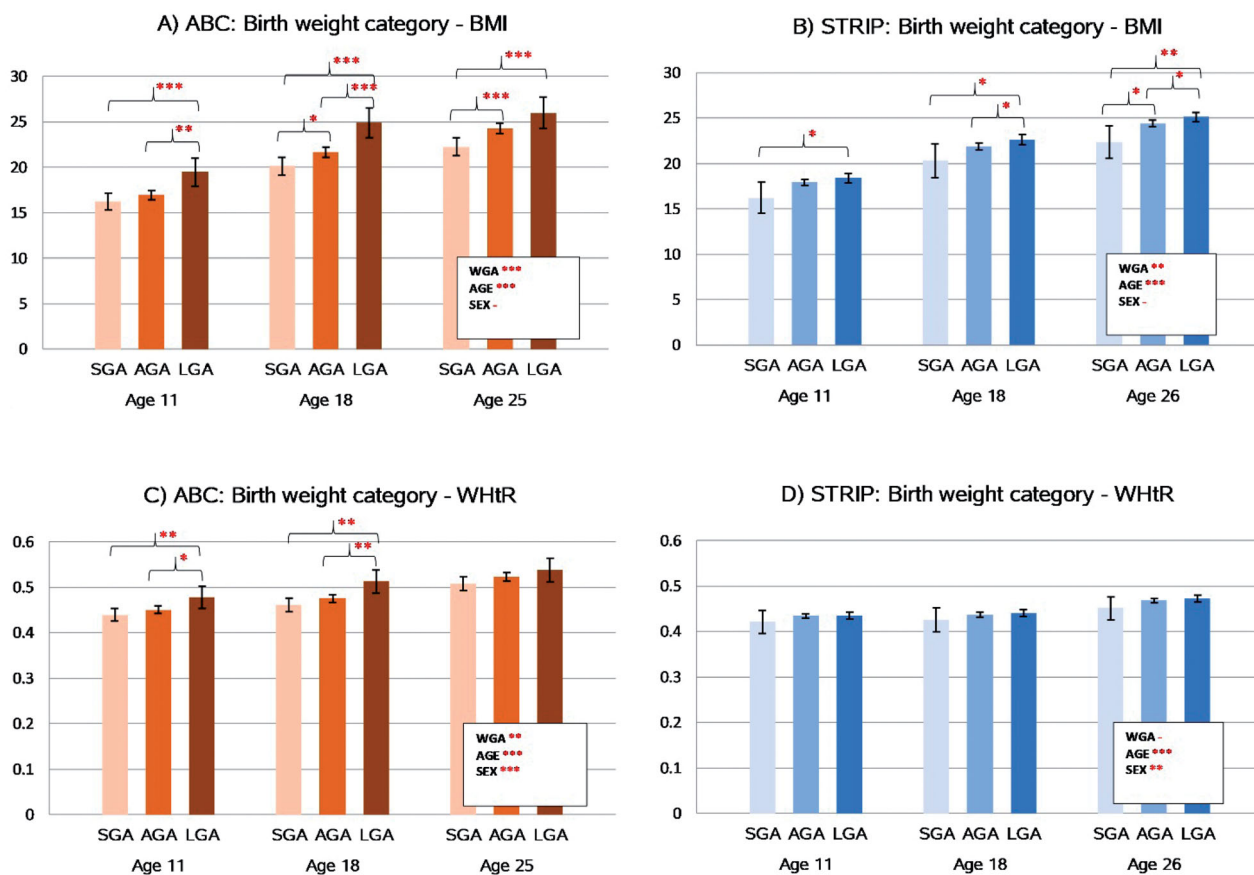 A) ABC: Birth weight category - BMI
30
25
20
15
10
5
0
***
**
***
***
*
***
***
WGA ***
AGE ***
SEX -
SGA AGA LGA
SGA AGA LGA
SGA AGA LGA
Age 11
Age 18
Age 25
B) STRIP: Birth weight category - BMI
30
25
20
15
10
5
0
*
*
*
**
*
*
WGA **
AGE ***
SEX -
SGA AGA LGA
SGA AGA LGA
SGA AGA LGA
Age 11
Age 18
Age 26
C) ABC: Birth weight category - WHtR
0.6
0.5
0.4
0.3
0.2
0.1
0
**
*
**
**
WGA **
AGE ***
SEX ***
SGA AGA LGA
SGA AGA LGA
SGA AGA LGA
Age 11
Age 18
Age 25
D) STRIP: Birth weight category - WHtR
0.6
0.5
0.4
0.3
0.2
0.1
0
WGA -
AGE ***
SEX **
SGA AGA LGA
SGA AGA LGA
SGA AGA LGA
Age 11
Age 18
Age 26